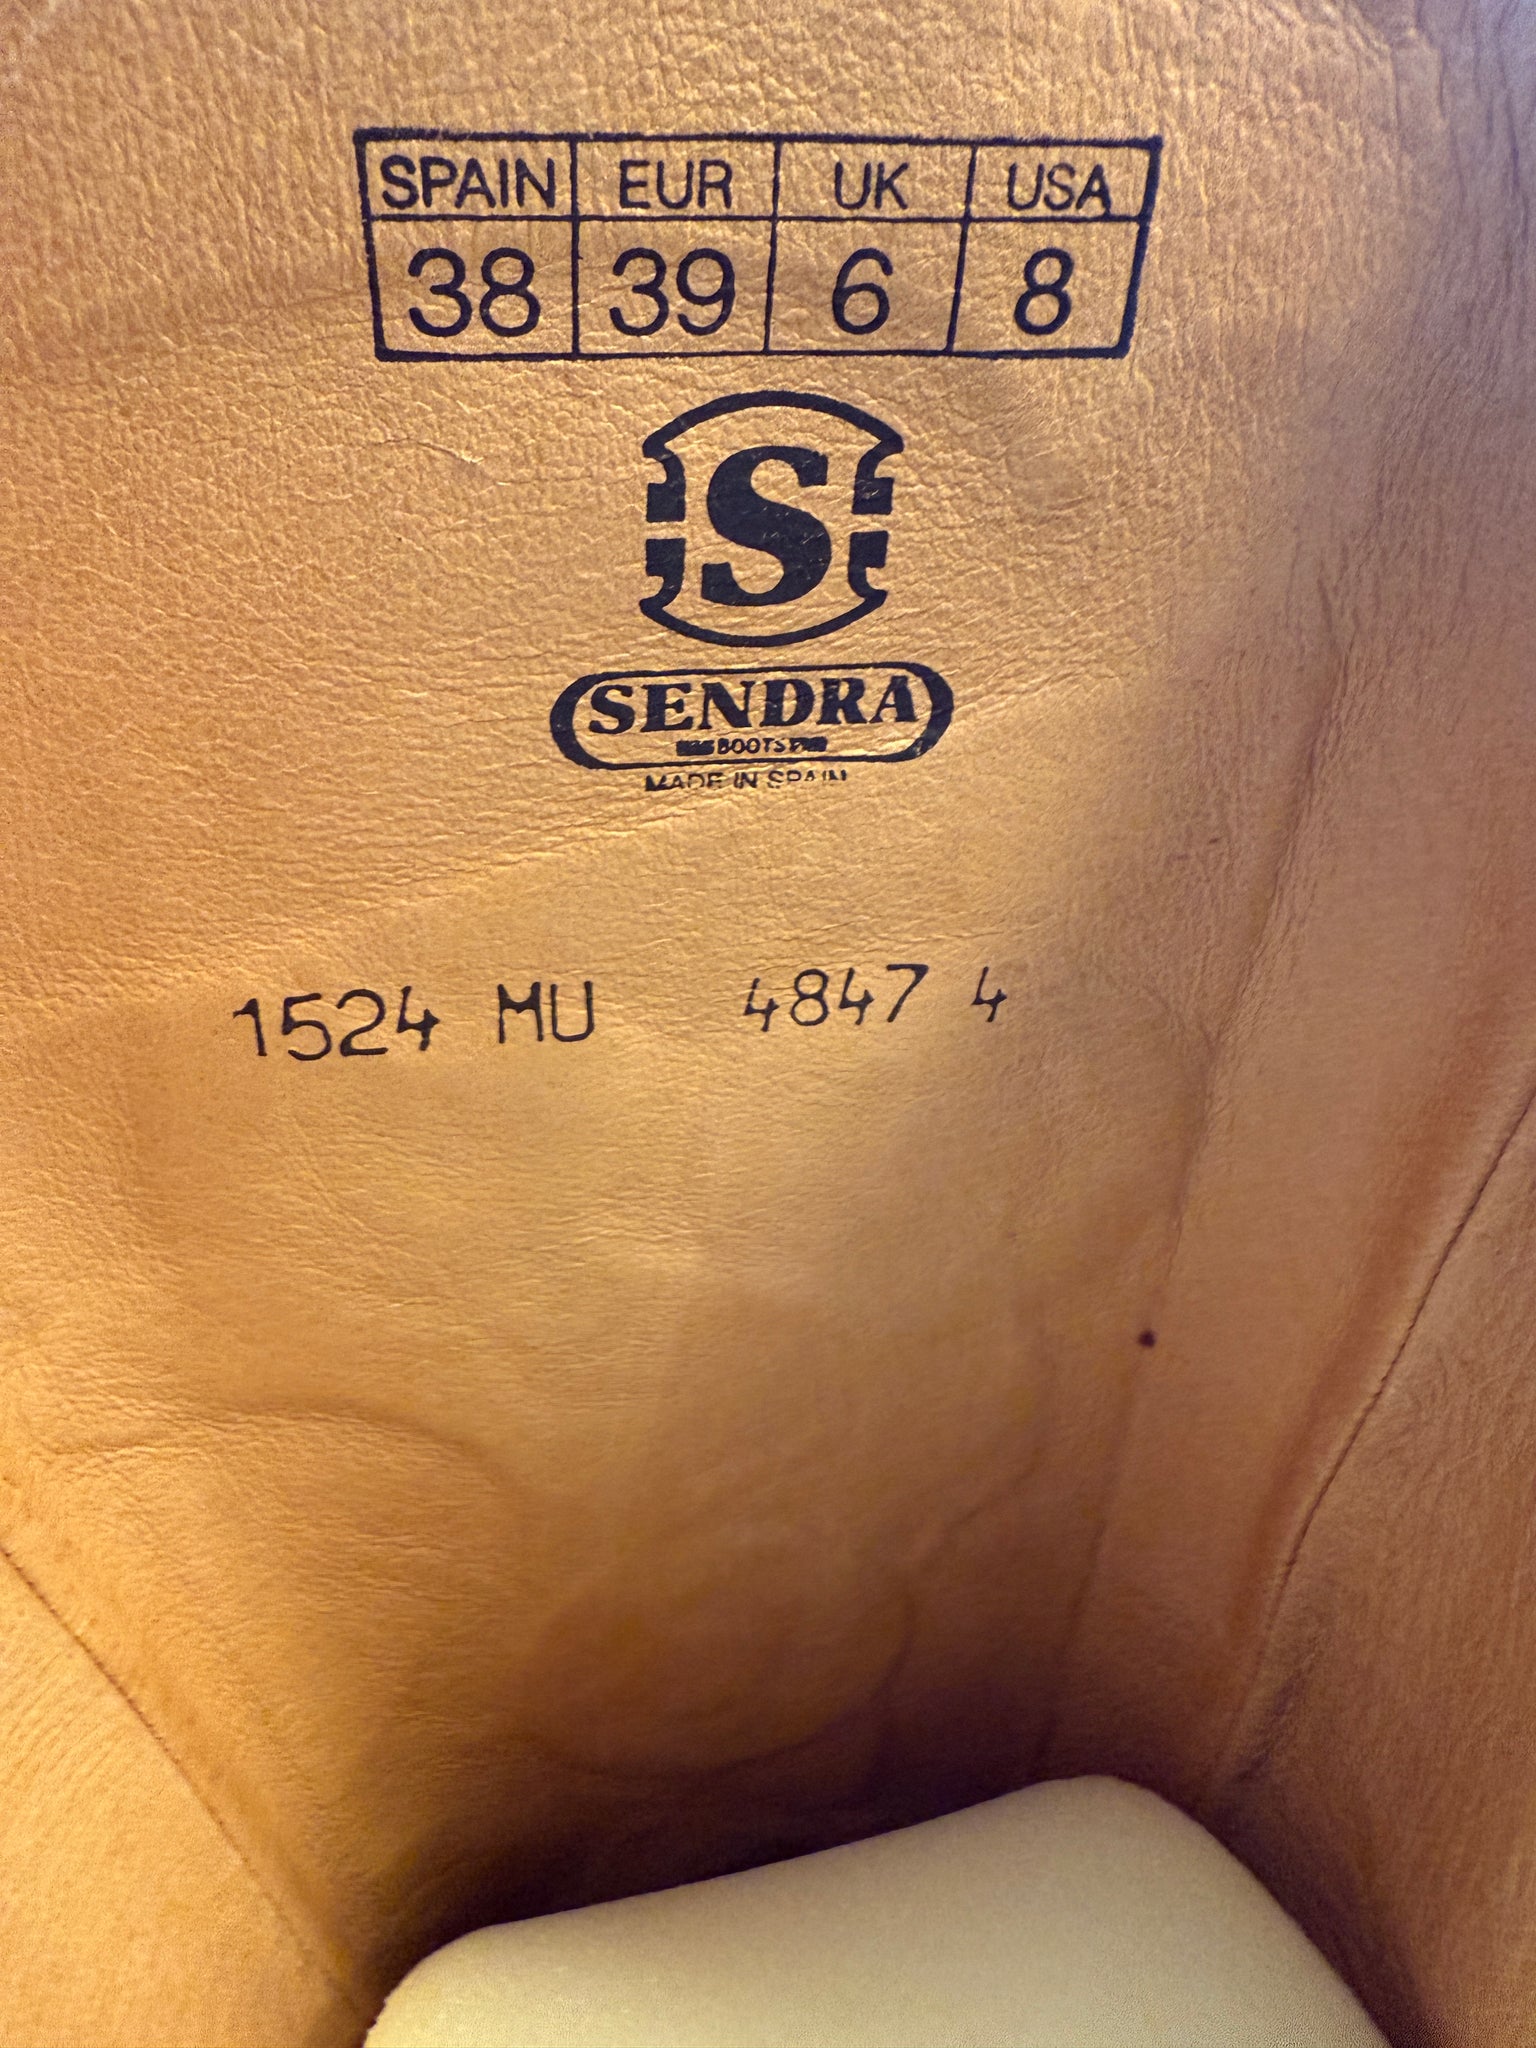 SPAIN EUR UK USA
38 39 6 8
S
SENDRA
BOOTS
MADE IN SPAIN
1524 MU 4847 4